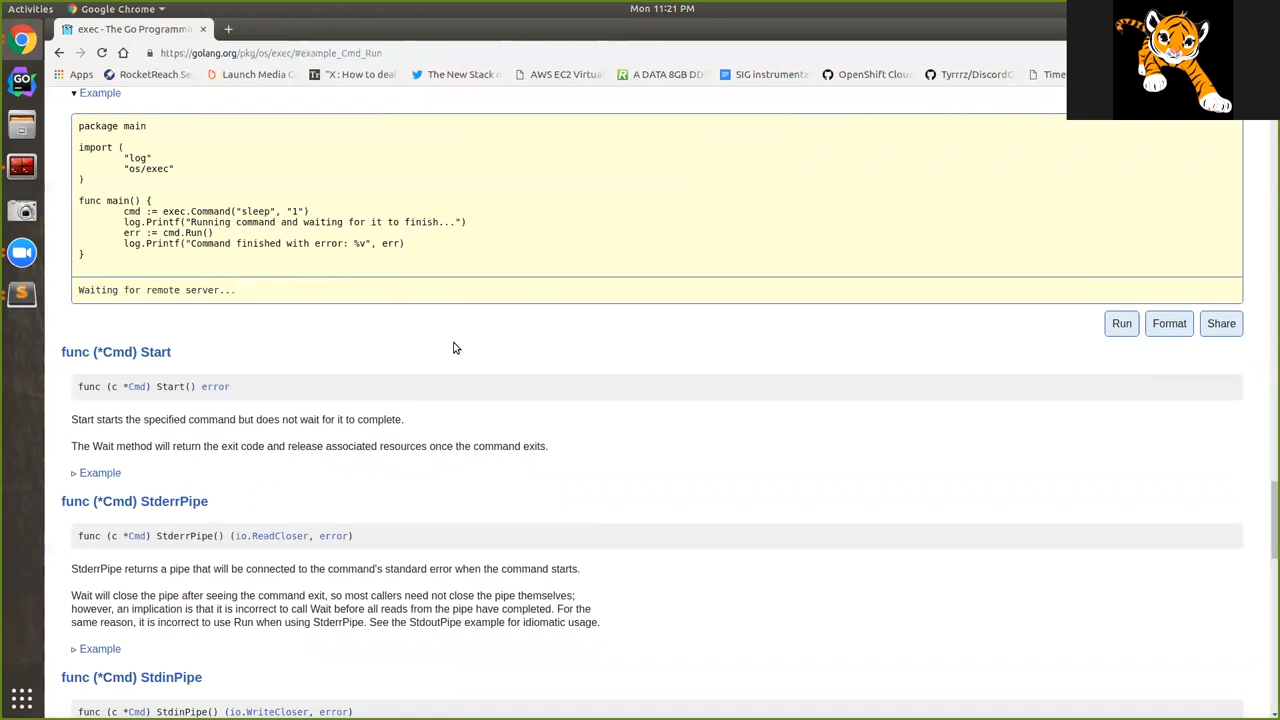 Activities
Google Chrome
Mon 11:21 PM
exec - The Go Programmi
https://golang.org/pkg/os/exec/#example_Cmd_Run
Apps
RocketReach Se
Launch Media C
"X : How to deal
The New Stack o
AWS EC2 Virtua
A DATA 8GB DD
SIG instrument
OpenShift Clou
Tyrrrz/DiscordC
Time
GO
Example
package main
import (
"log"
"os/exec"
)
func main() {
cmd := exec.Command("sleep", "1")
log.Printf("Running command and waiting for it to finish...")
err := cmd.Run()
log.Printf("Command finished with error: %v", err)
}
Waiting for remote server...
Run
Format
Share
func (*Cmd) Start
func (c *Cmd) Start() error
Start starts the specified command but does not wait for it to complete.
The Wait method will return the exit code and release associated resources once the command exits.
Example
func (*Cmd) StderrPipe
func (c *Cmd) StderrPipe() (io.ReadCloser, error)
StderrPipe returns a pipe that will be connected to the command's standard error when the command starts.
Wait will close the pipe after seeing the command exit, so most callers need not close the pipe themselves;
however, an implication is that it is incorrect to call Wait before all reads from the pipe have completed. For the
same reason, it is incorrect to use Run when using StderrPipe. See the StdoutPipe example for idiomatic usage.
Example
func (*Cmd) StdinPipe
func (c *Cmd) StdinPipe() (io.WriteCloser, error)